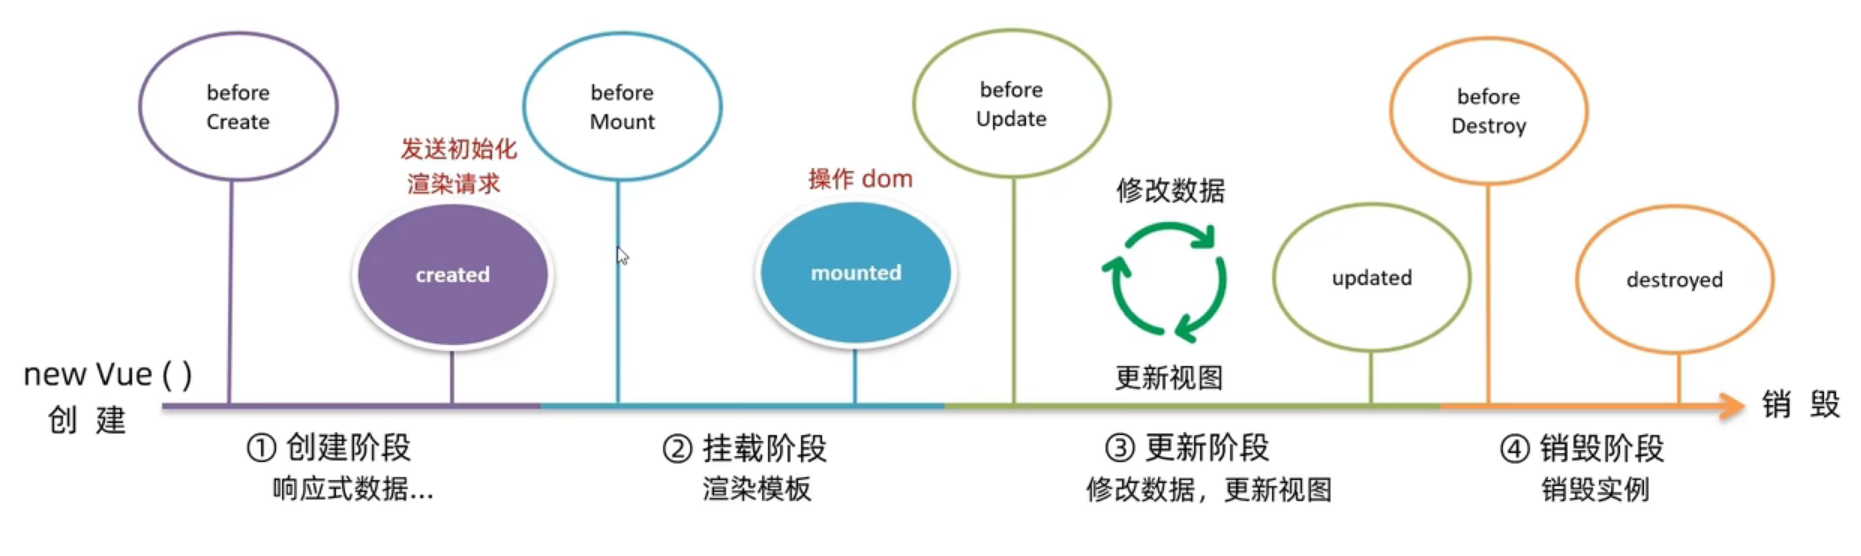 before
Create
发送初始化
渲染请求
created
before
Mount
操作 dom
mounted
before
Update
修改数据
更新视图
updated
before
Destroy
destroyed
new Vue ( )
创 建
销 毁
① 创建阶段
响应式数据...
② 挂载阶段
渲染模板
③ 更新阶段
修改数据，更新视图
④ 销毁阶段
销毁实例